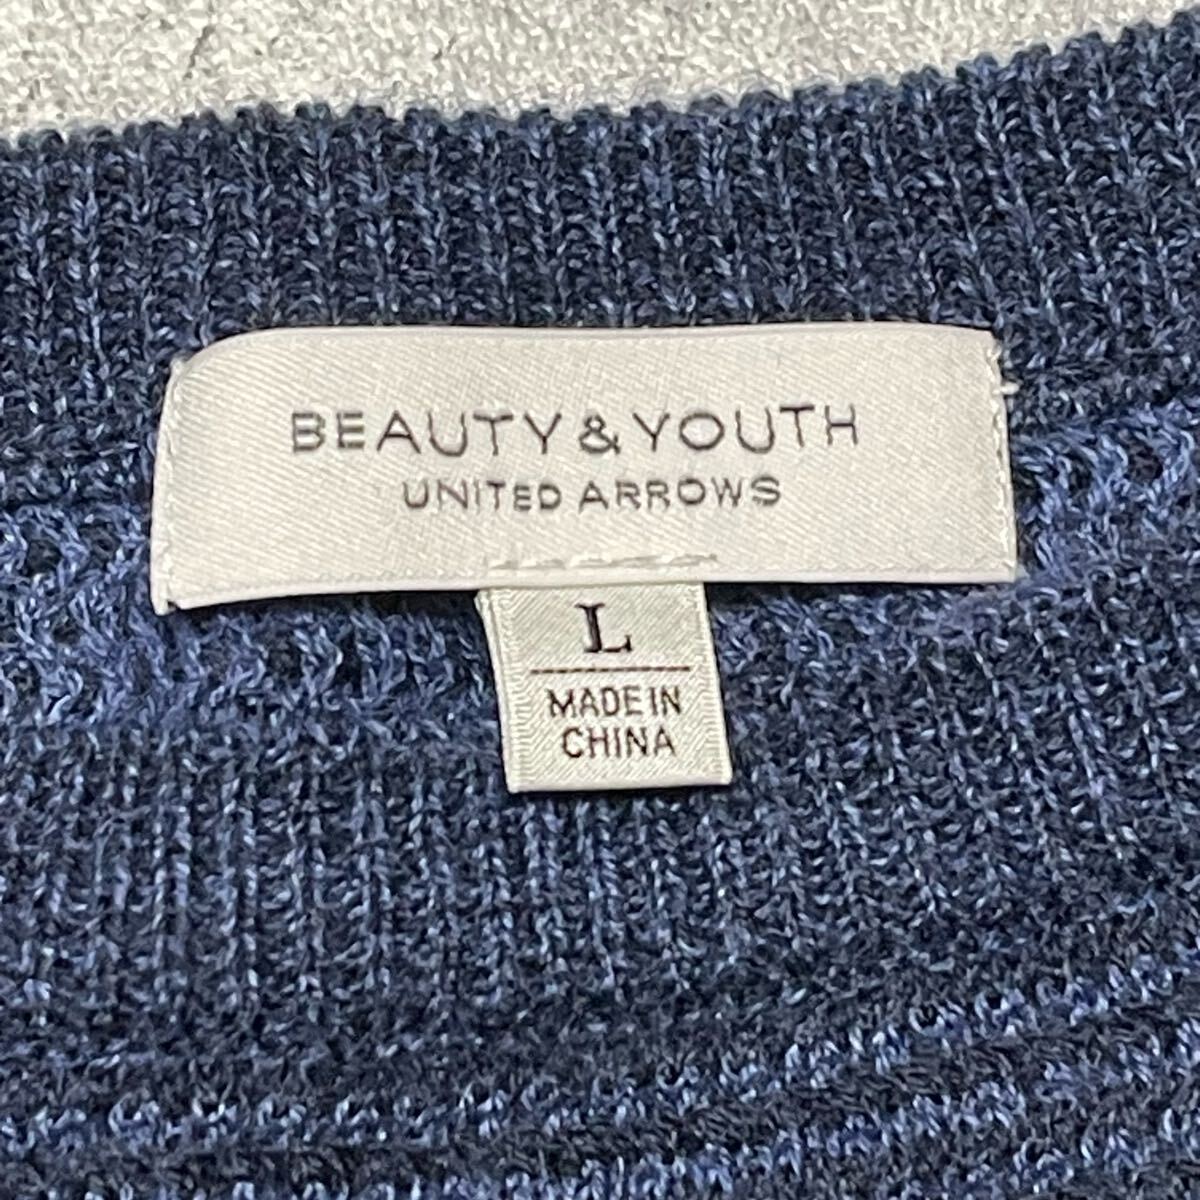 BEAUTY & YOUTH
UNITED ARROWS
L
MADE IN
CHINA